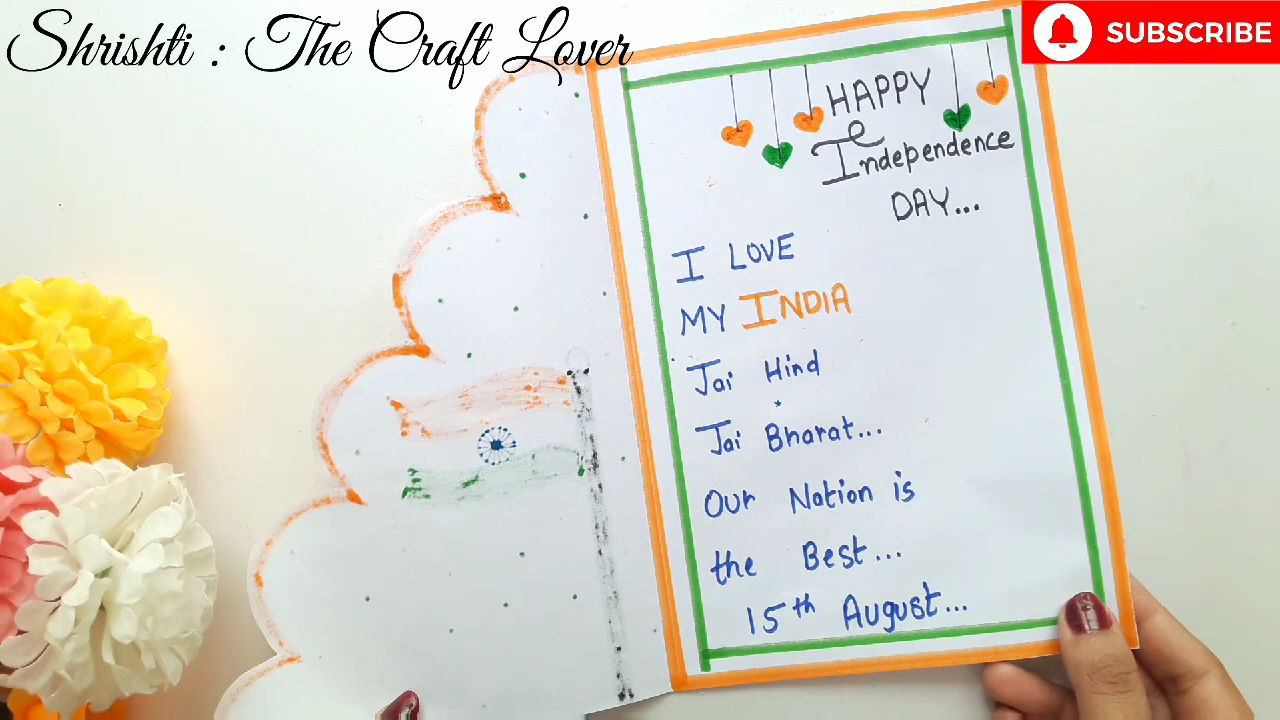 Shrishti : The Craft Lover
SUBSCRIBE
HAPPY
Independence
DAY...
I LOVE
MY INDIA
Jai Hind
Jai Bharat...
Our Nation is
the Best...
15th August...